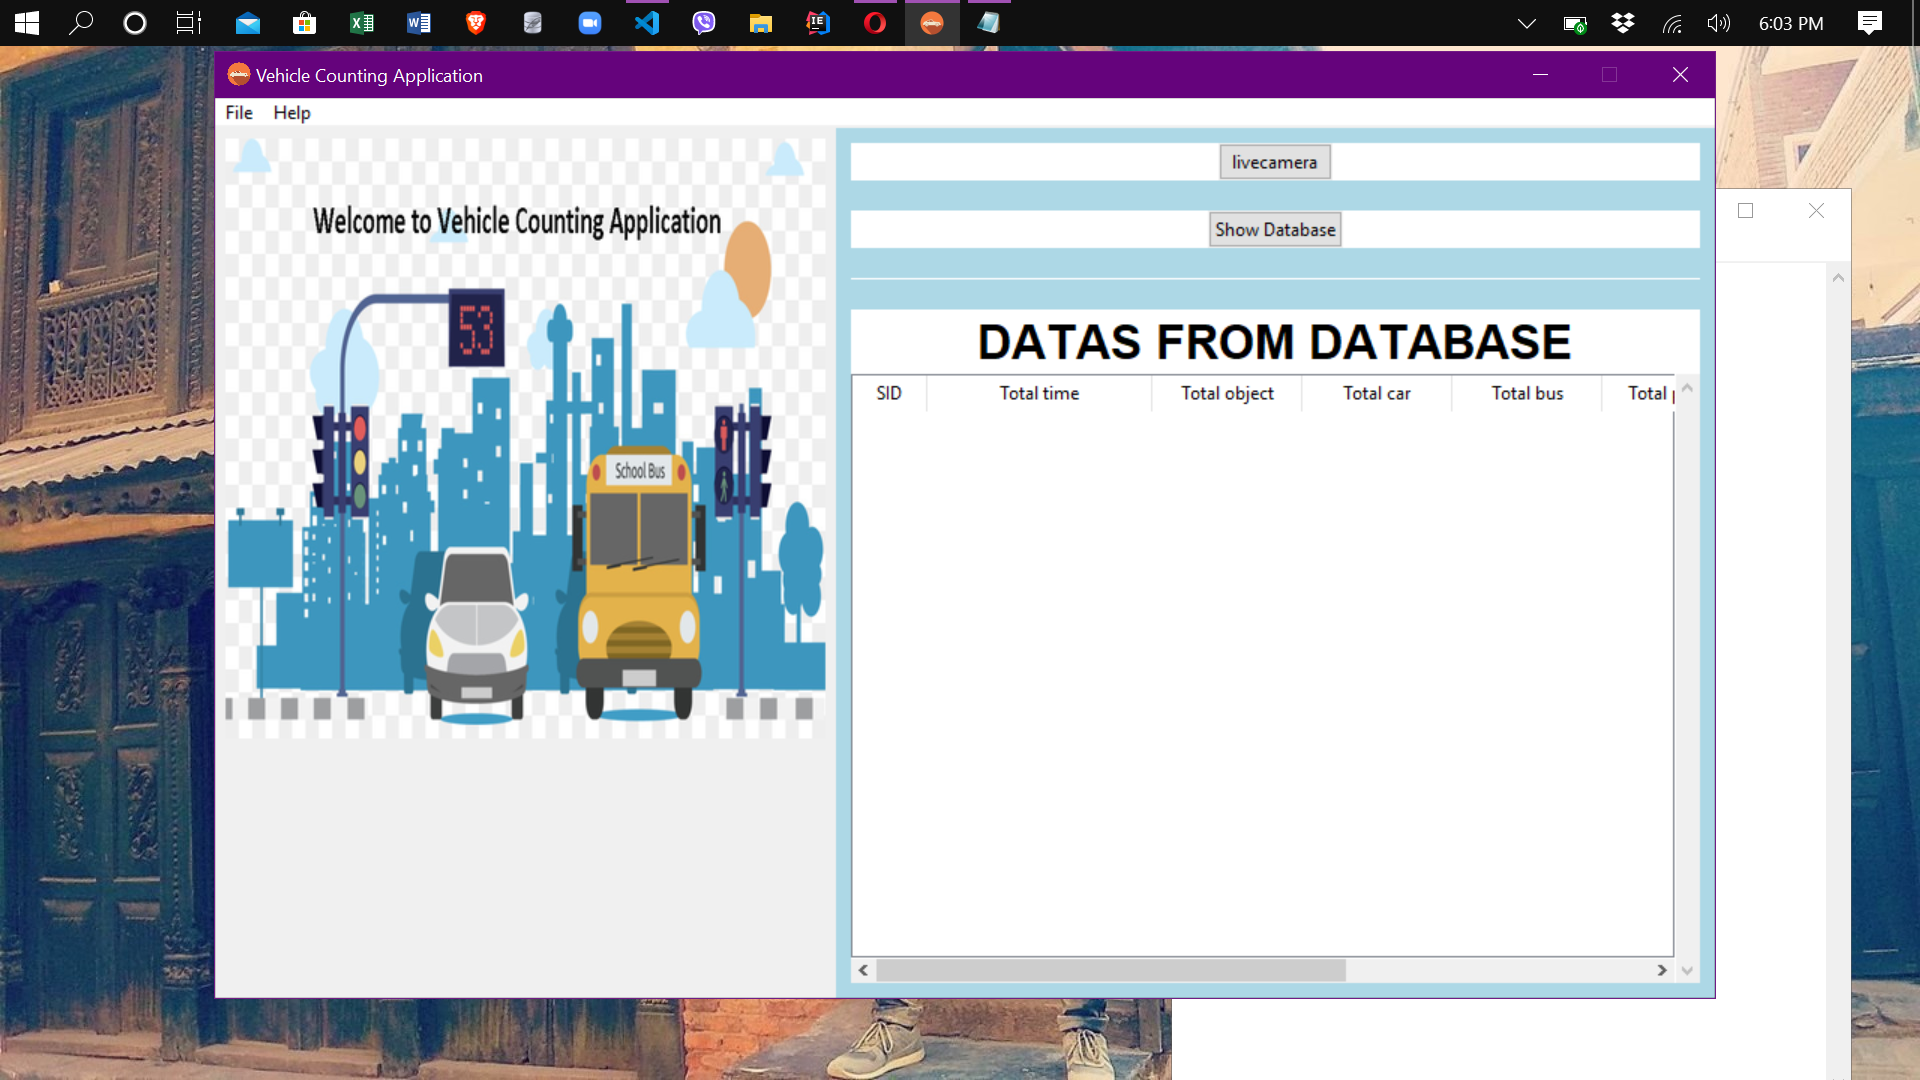 6:03 PM
Vehicle Counting Application
File Help
Welcome to Vehicle Counting Application
53
School Bus
livecamera
Show Database
DATAS FROM DATABASE
SID Total time Total object Total car Total bus Total